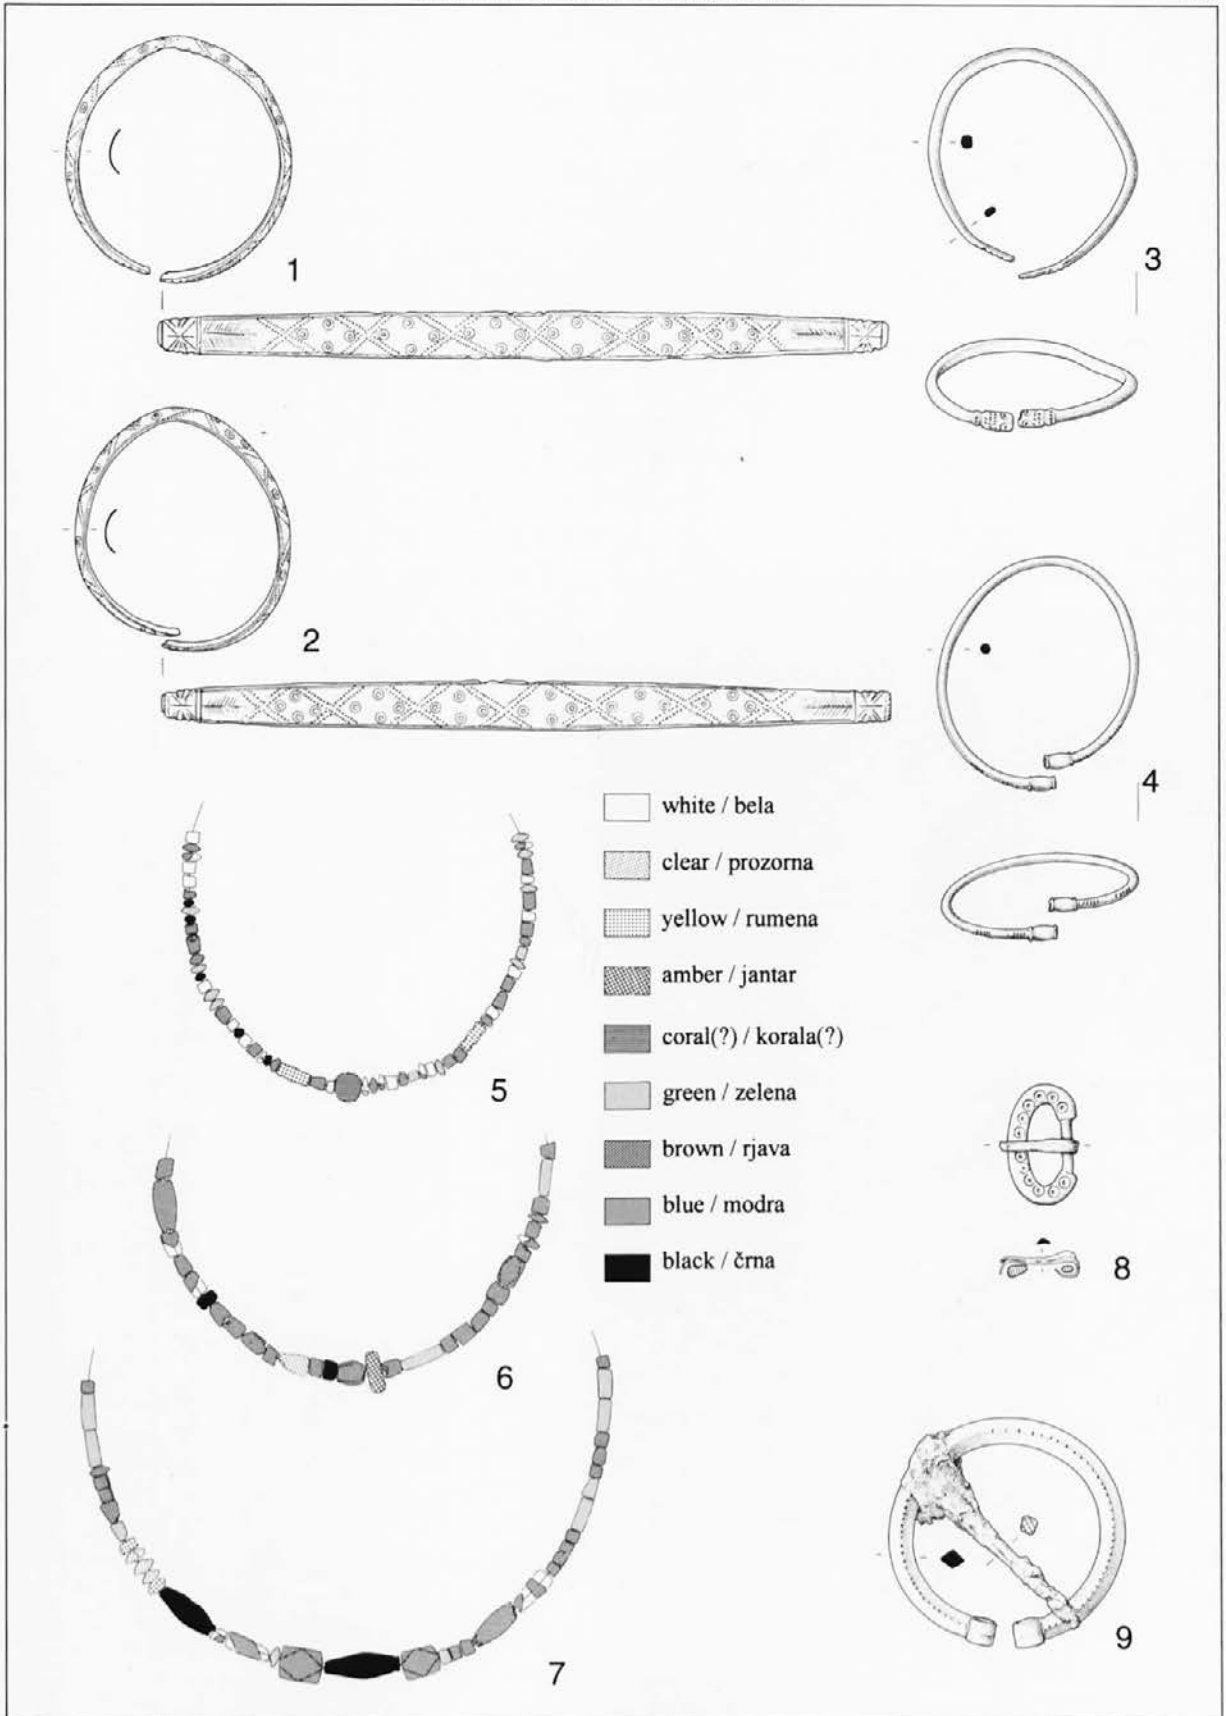 1
3
2
4
white / bela
clear / prozorna
yellow / rumena
amber / jantar
coral(?) / korala(?)
green / zelena
brown / rjava
blue / modra
black / črna
5
6
7
8
9